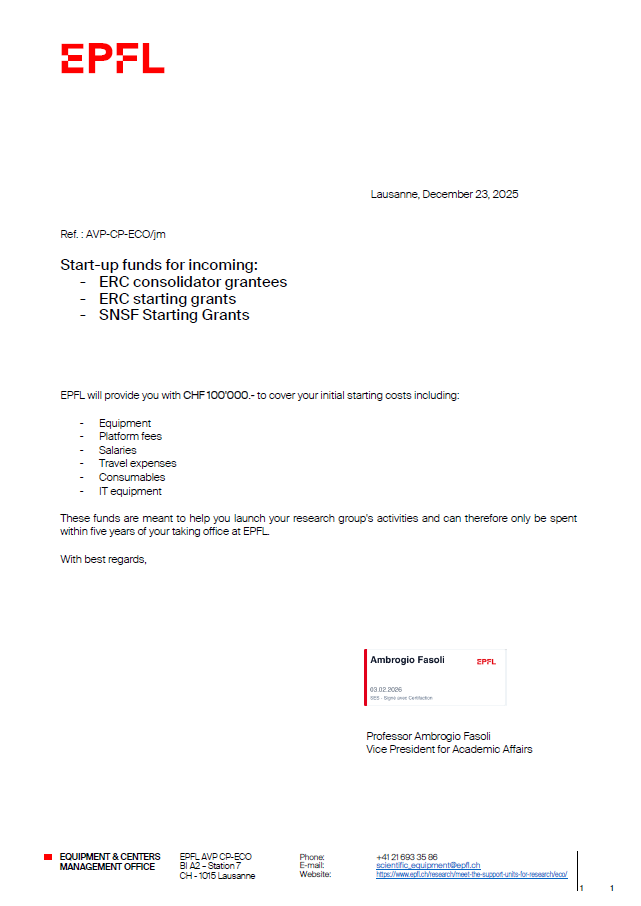 EPFL
Lausanne, December 23, 2025
Ref. : AVP-CP-ECO/jm
Start-up funds for incoming:
- ERC consolidator grantees
- ERC starting grants
- SNSF Starting Grants
EPFL will provide you with CHF 100'000.- to cover your initial starting costs including:
- Equipment
- Platform fees
- Salaries
- Travel expenses
- Consumables
- IT equipment
These funds are meant to help you launch your research group's activities and can therefore only be spent
within five years of your taking office at EPFL.
With best regards,
Ambrogio Fasoli
EPFL
03.02.2026
SES - Signé avec Certifaction
Professor Ambrogio Fasoli
Vice President for Academic Affairs
EQUIPMENT & CENTERS
MANAGEMENT OFFICE
EPFL AVP CP-ECO
BI A2 – Station 7
CH - 1015 Lausanne
Phone: +41 21 693 35 86
E-mail: scientific_equipment@epfl.ch
Website: https://www.epfl.ch/research/meet-the-support-units-for-research/eco/
1 1